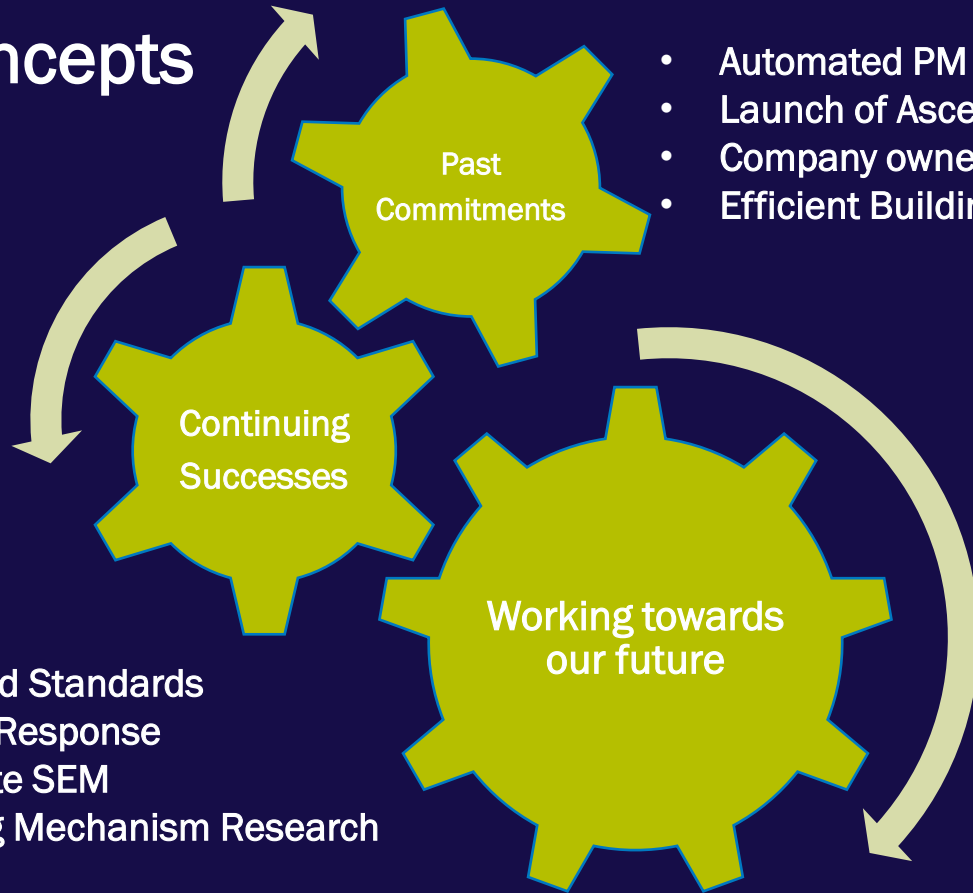 ncepts
• Automated PM
• Launch of Asce
• Company owne
• Efficient Buildin
Past
Commitments
Continuing
Successes
Working towards
our future
d Standards
Response
te SEM
g Mechanism Research